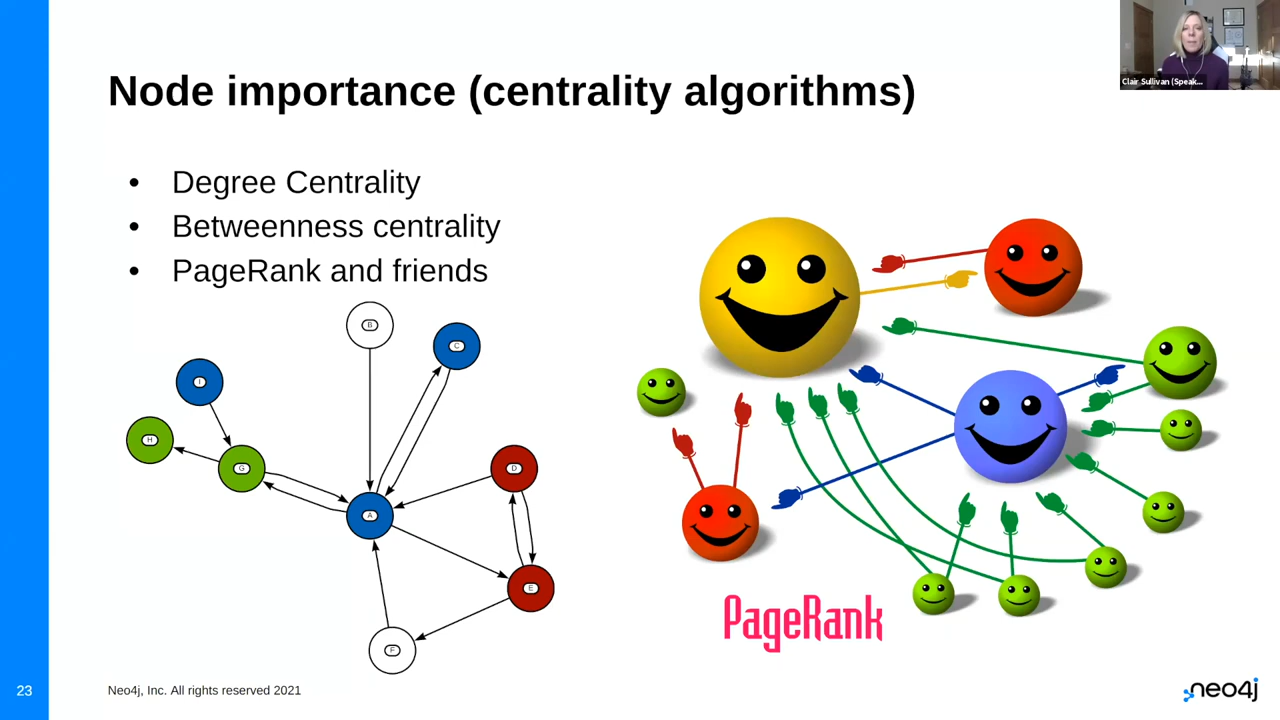 Clair Sullivan (Speak...
Node importance (centrality algorithms)
• Degree Centrality
• Betweenness centrality
• PageRank and friends
B
C
I
H
G
D
A
E
F
PageRank
23
Neo4j, Inc. All rights reserved 2021
neo4j